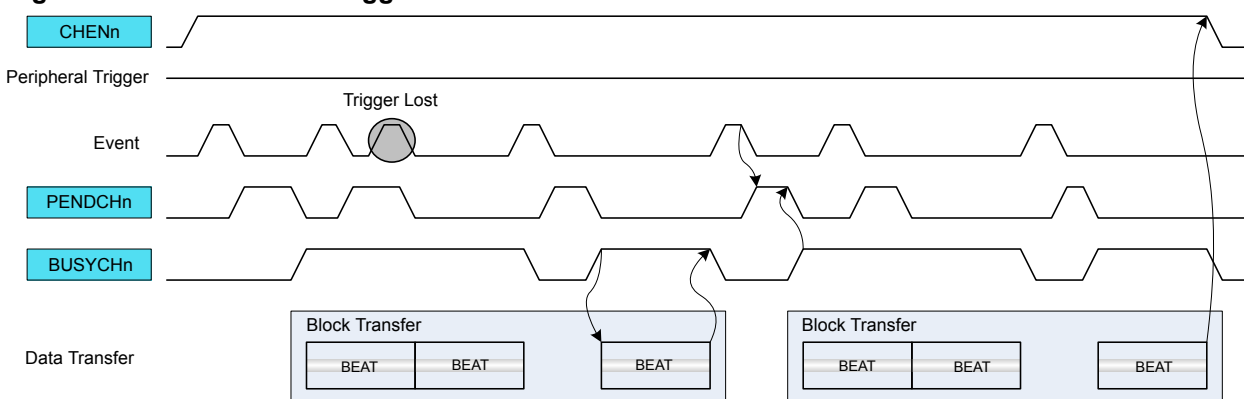 CHENn
Peripheral Trigger
Trigger Lost
Event
PENDCHn
BUSYCHn
Block Transfer
Block Transfer
Data Transfer
BEAT
BEAT
BEAT
BEAT
BEAT
BEAT